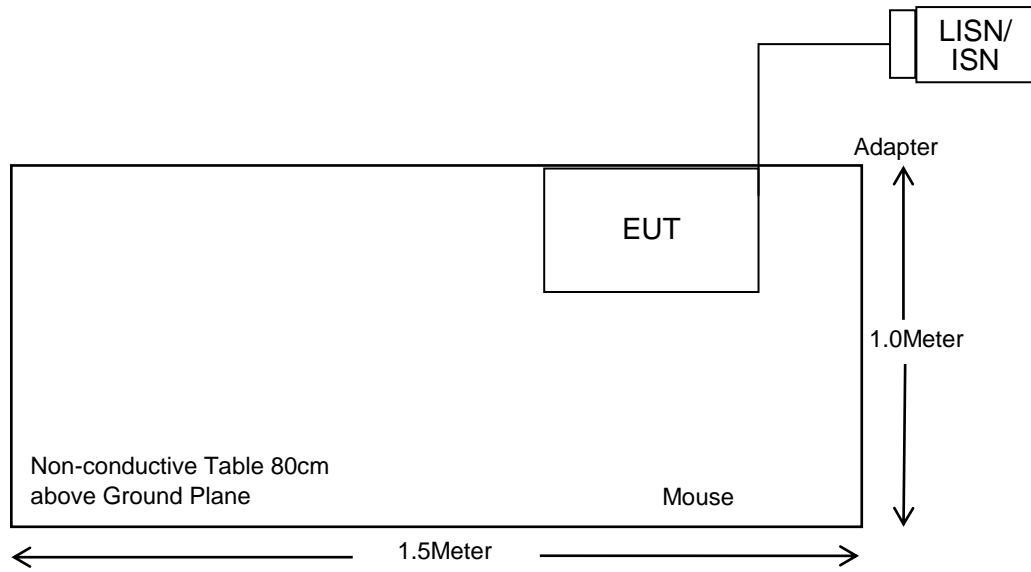 LISN/
ISN
Adapter
EUT
1.0Meter
Non-conductive Table 80cm
above Ground Plane
Mouse
1.5Meter